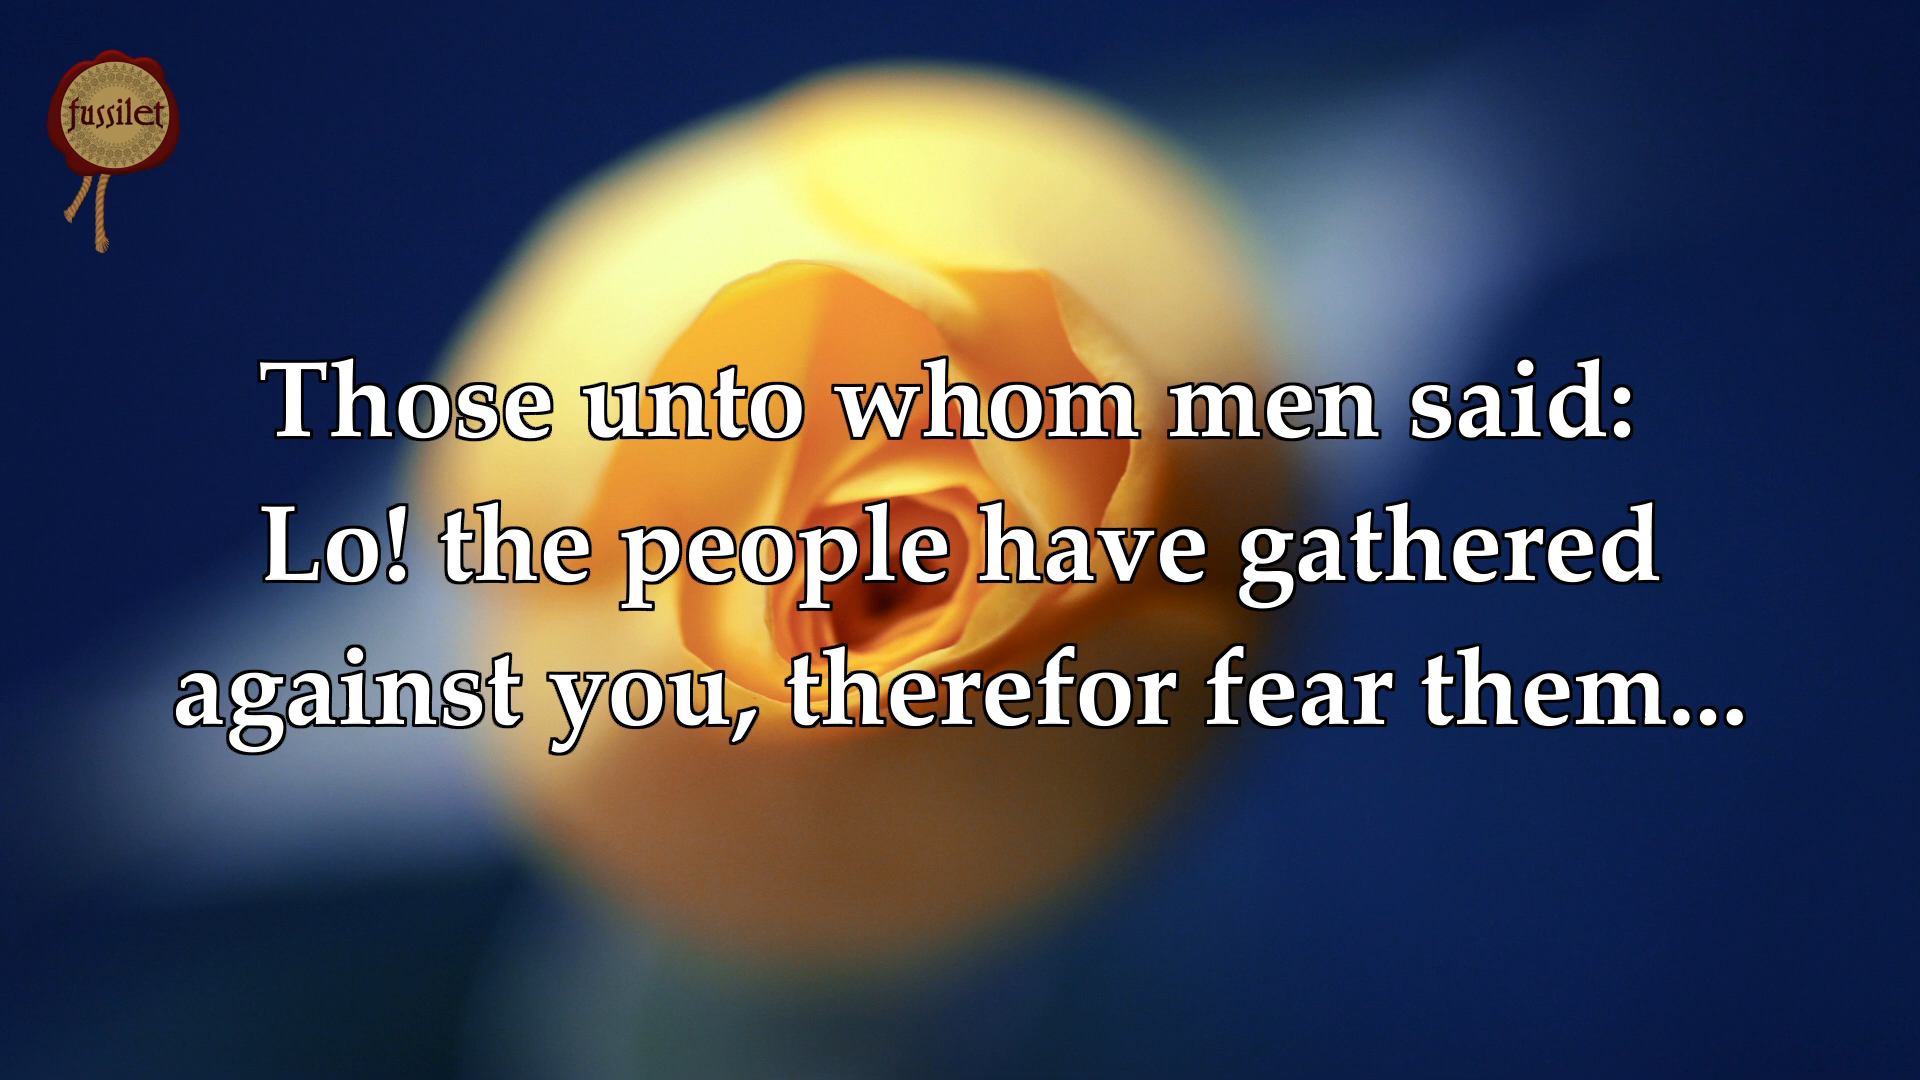 fussilet
Those unto whom men said:
Lo! the people have gathered
against you, therefor fear them...